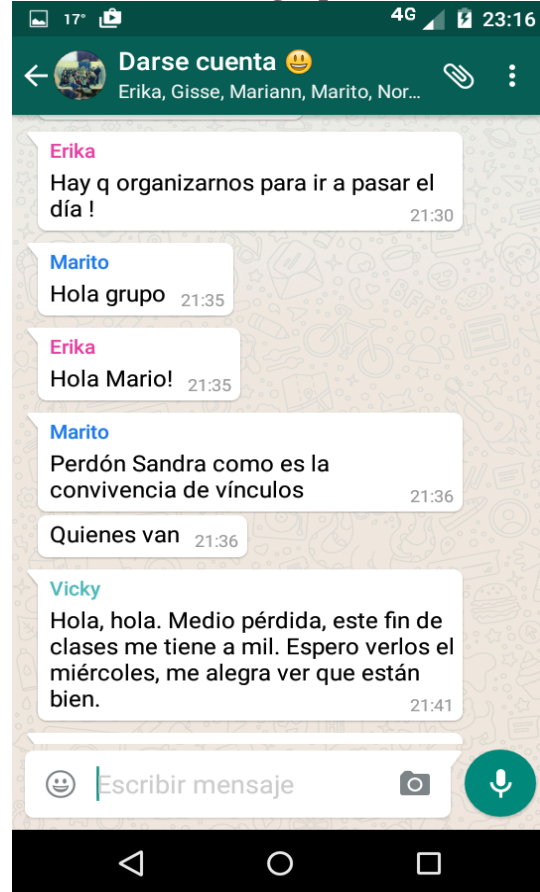 17° 4G 23:16
Darse cuenta 😃
Erika, Gisse, Mariann, Marito, Nor...
Erika
Hay q organizarnos para ir a pasar el
día !
21:30
Marito
Hola grupo 21:35
Erika
Hola Mario! 21:35
Marito
Perdón Sandra como es la
convivencia de vínculos
21:36
Quienes van 21:36
Vicky
Hola, hola. Medio pérdida, este fin de
clases me tiene a mil. Espero verlos el
miércoles, me alegra ver que están
bien.
21:41
Escribir mensaje